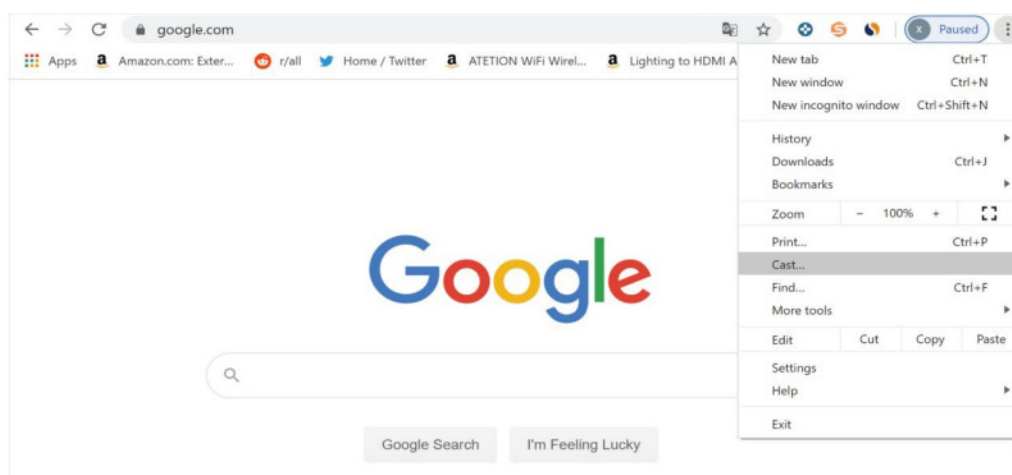 google.com
x Paused
Apps Amazon.com: Exter... r/all Home / Twitter ATETION WiFi Wirel... Lighting to HDMI A
New tab Ctrl+T
New window Ctrl+N
New incognito window Ctrl+Shift+N
History
Downloads Ctrl+J
Bookmarks
Zoom - 100% +
Print... Ctrl+P
Cast...
Find... Ctrl+F
More tools
Edit Cut Copy Paste
Settings
Help
Exit
Google
Google Search I'm Feeling Lucky